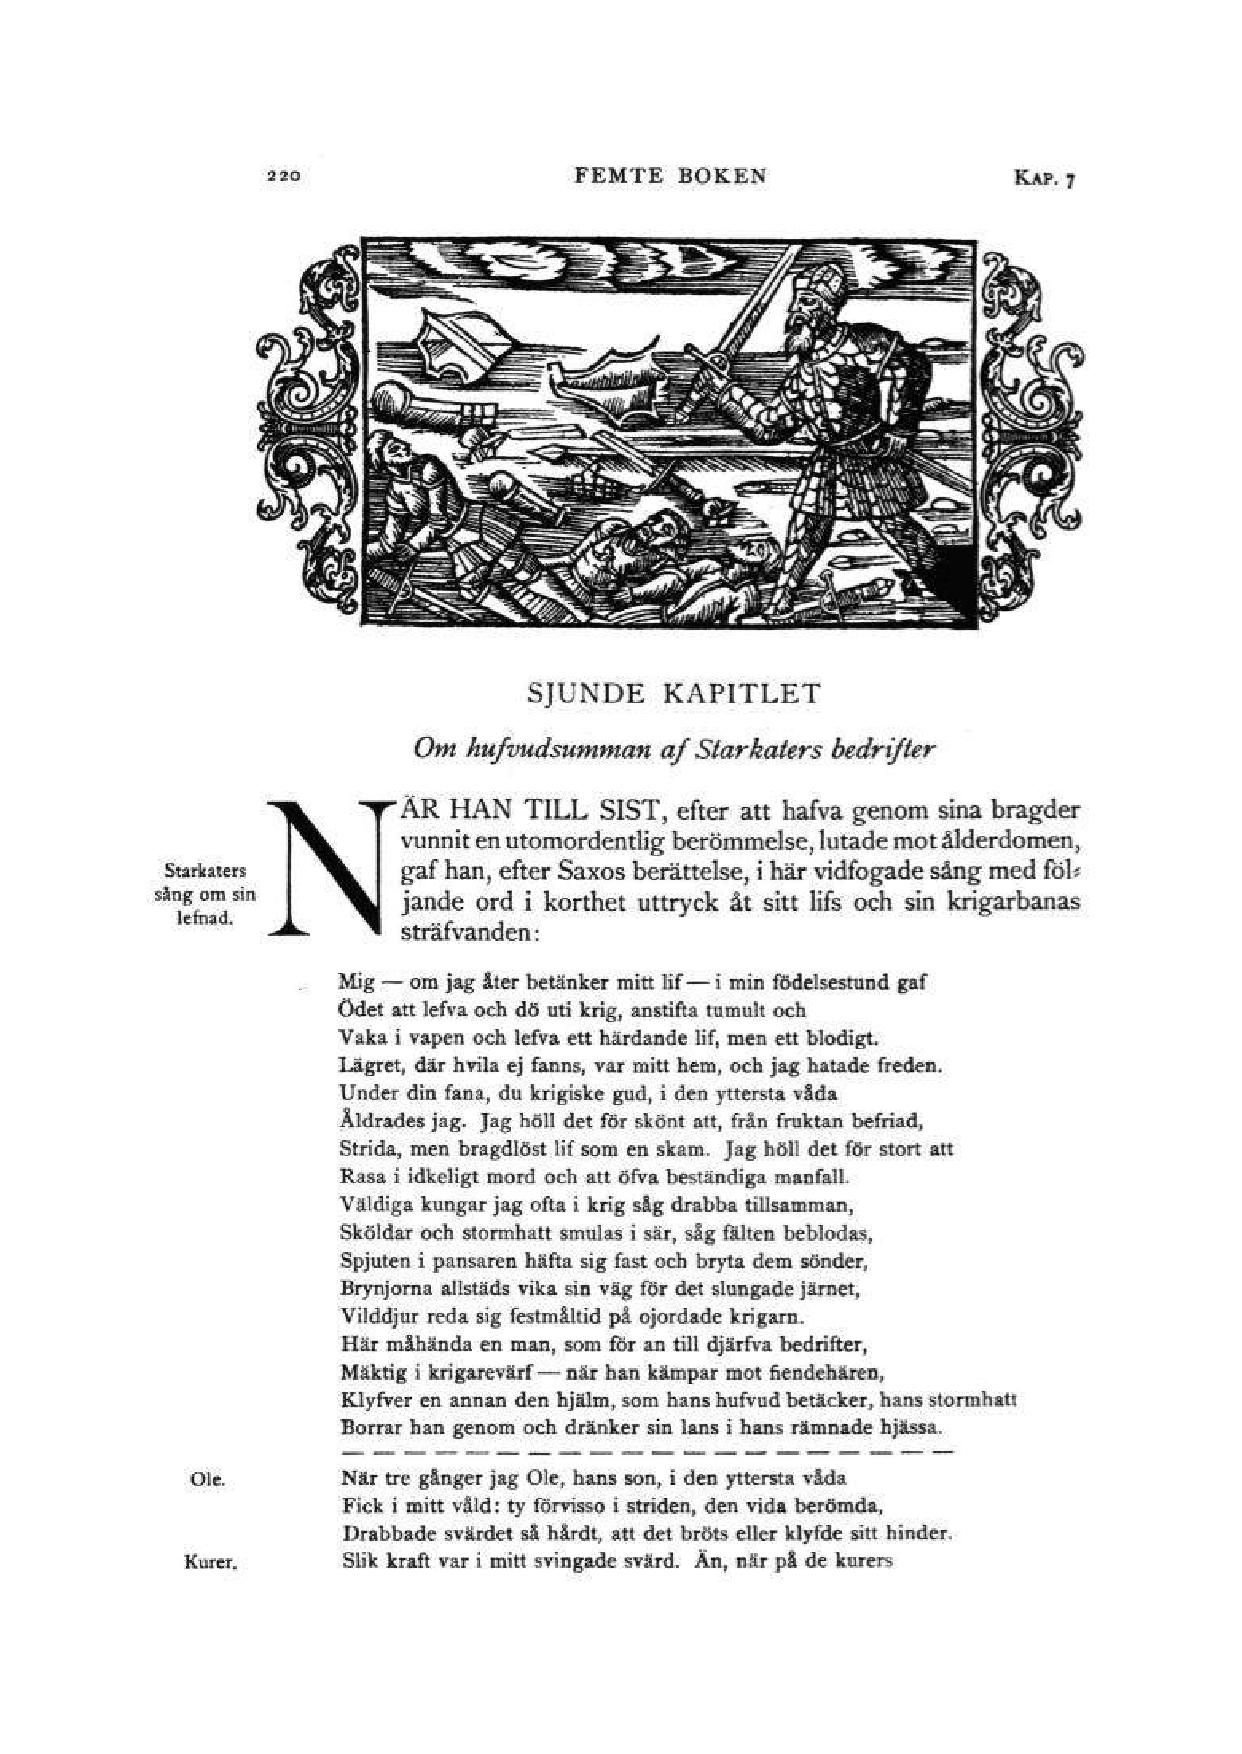 220 FEMTE BOKEN KAP. 7
SJUNDE KAPITLET
Om hufvudsumman af Starkaters bedrifter
NÄR HAN TILL SIST, efter att hafva genom sina bragder
vunnit en utomordentlig berömmelse, lutade mot ålderdomen,
gaf han, efter Saxos berättelse, i här vidfogade sång med föl-
jande ord i korthet uttryck åt sitt lifs och sin krigarbanas
sträfvanden:
Starkaters
sång om sin
lefnad.
Mig — om jag åter betänker mitt lif — i min födelsestund gaf
Ödet att lefva och dö uti krig, anstifta tumult och
Vaka i vapen och lefva ett härdande lif, men ett blodigt.
Lägret, där hvila ej fanns, var mitt hem, och jag hatade freden.
Under din fana, du krigiske gud, i den yttersta våda
Åldrades jag. Jag höll det för skönt att, från fruktan befriad,
Strida, men bragdlöst lif som en skam. Jag höll det för stort att
Rasa i idkeligt mord och att öfva beständiga manfall.
Väldiga kungar jag ofta i krig såg drabba tillsamman,
Sköldar och stormhatt smulas i sär, såg fälten beblodas,
Spjuten i pansaren häfta sig fast och bryta dem sönder,
Brynjorna allstäds vika sin väg för det slungade järnet,
Vilddjur reda sig festmåltid på ojordade krigarn.
Här måhända en man, som för an till djärfva bedrifter,
Mäktig i krigarevärf — när han kämpar mot fiendehären,
Klyfver en annan den hjälm, som hans hufvud betäcker, hans stormhatt
Borrar han genom och dränker sin lans i hans rämnade hjässa.
— — — — — — — — — — — — — — — — — — — —
Ole. När tre gånger jag Ole, hans son, i den yttersta våda
Fick i mitt våld: ty förvisso i striden, den vida berömda,
Drabbade svärdet så hårdt, att det bröts eller klyfde sitt hinder.
Kurer. Slik kraft var i mitt svingade svärd. Än, när på de kurers